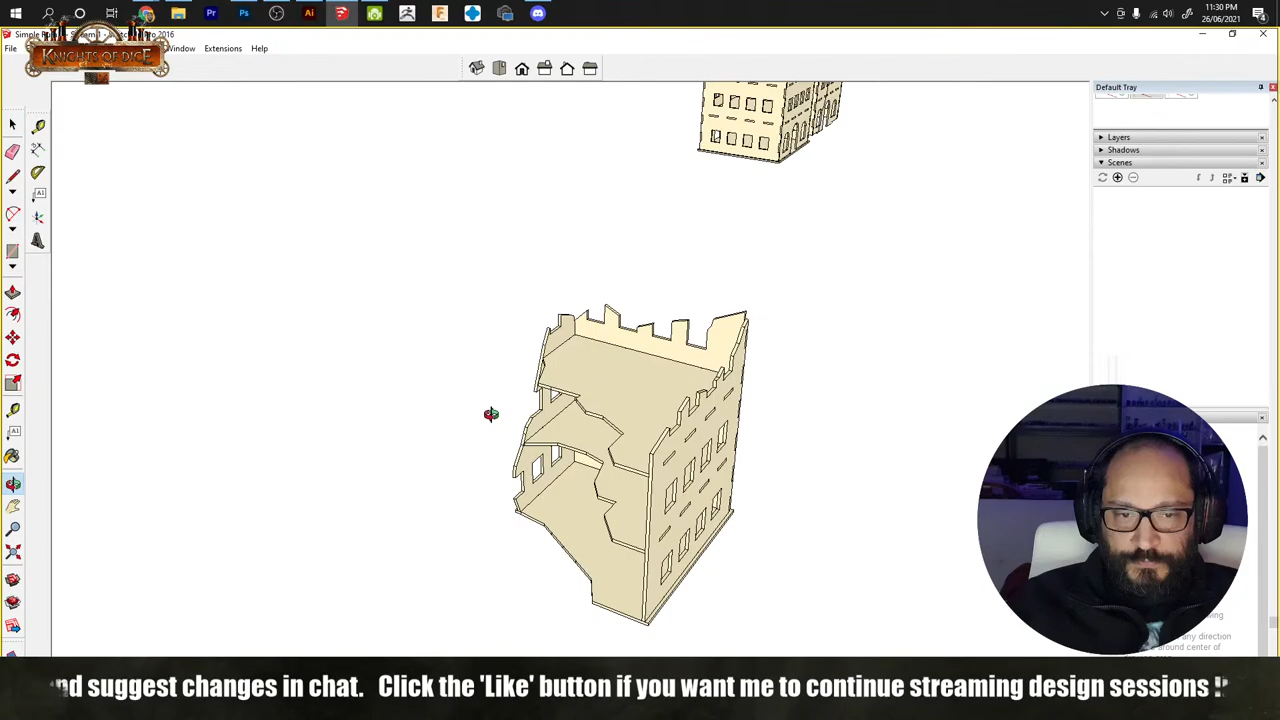 11:30 PM
26/06/2021
KNIGHTS OF DICE
File
Window
Extensions
Help
Default Tray
Layers
Shadows
Scenes
nd suggest changes in chat. Click the 'Like' button if you want me to continue streaming design sessions !